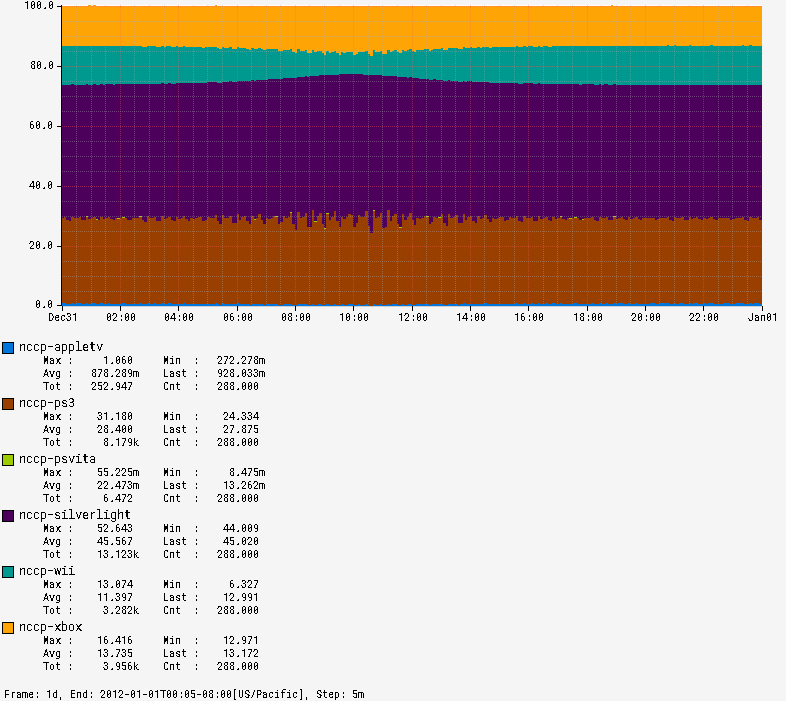 100.0
80.0
60.0
40.0
20.0
0.0
Dec31 02:00 04:00 06:00 08:00 10:00 12:00 14:00 16:00 18:00 20:00 22:00 Jan01
nccp-appletv
Max : 1.060 Min : 272.278m
Avg : 878.289m Last : 928.033m
Tot : 252.947 Cnt : 288.000
nccp-ps3
Max : 31.180 Min : 24.334
Avg : 28.400 Last : 27.875
Tot : 8.179k Cnt : 288.000
nccp-psvita
Max : 55.225m Min : 8.475m
Avg : 22.473m Last : 13.262m
Tot : 6.472 Cnt : 288.000
nccp-silverlight
Max : 52.643 Min : 44.009
Avg : 45.567 Last : 45.020
Tot : 13.123k Cnt : 288.000
nccp-wii
Max : 13.074 Min : 6.327
Avg : 11.397 Last : 12.991
Tot : 3.282k Cnt : 288.000
nccp-xbox
Max : 16.416 Min : 12.971
Avg : 13.735 Last : 13.172
Tot : 3.956k Cnt : 288.000
Frame: 1d, End: 2012-01-01T00:05-08:00[US/Pacific], Step: 5m